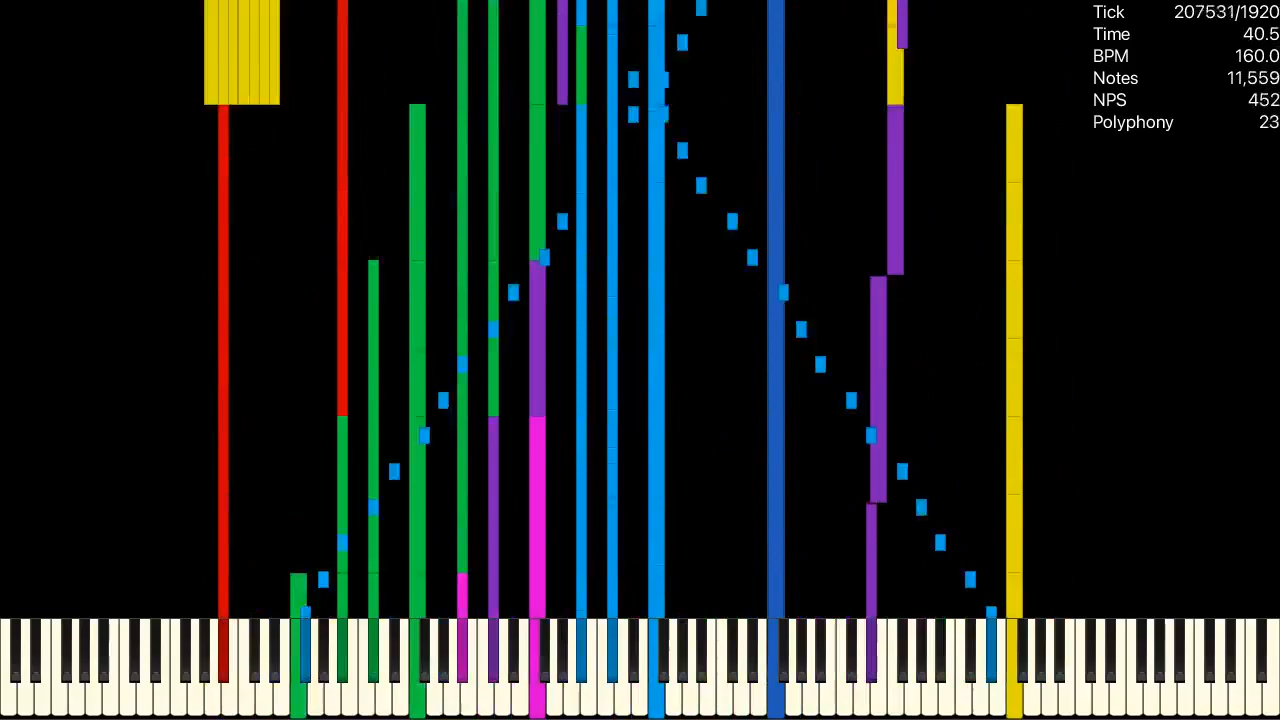 Tick 207531/1920
Time 40.5
BPM 160.0
Notes 11,559
NPS 452
Polyphony 23